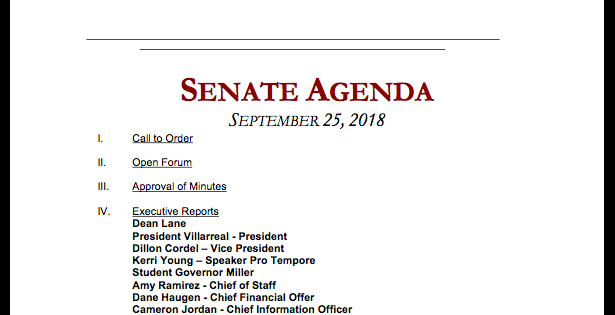 SENATE AGENDA
SEPTEMBER 25, 2018
I. Call to Order
II. Open Forum
III. Approval of Minutes
IV. Executive Reports
Dean Lane
President Villarreal - President
Dillon Cordel – Vice President
Kerri Young – Speaker Pro Tempore
Student Governor Miller
Amy Ramirez - Chief of Staff
Dane Haugen - Chief Financial Offer
Cameron Jordan - Chief Information Officer